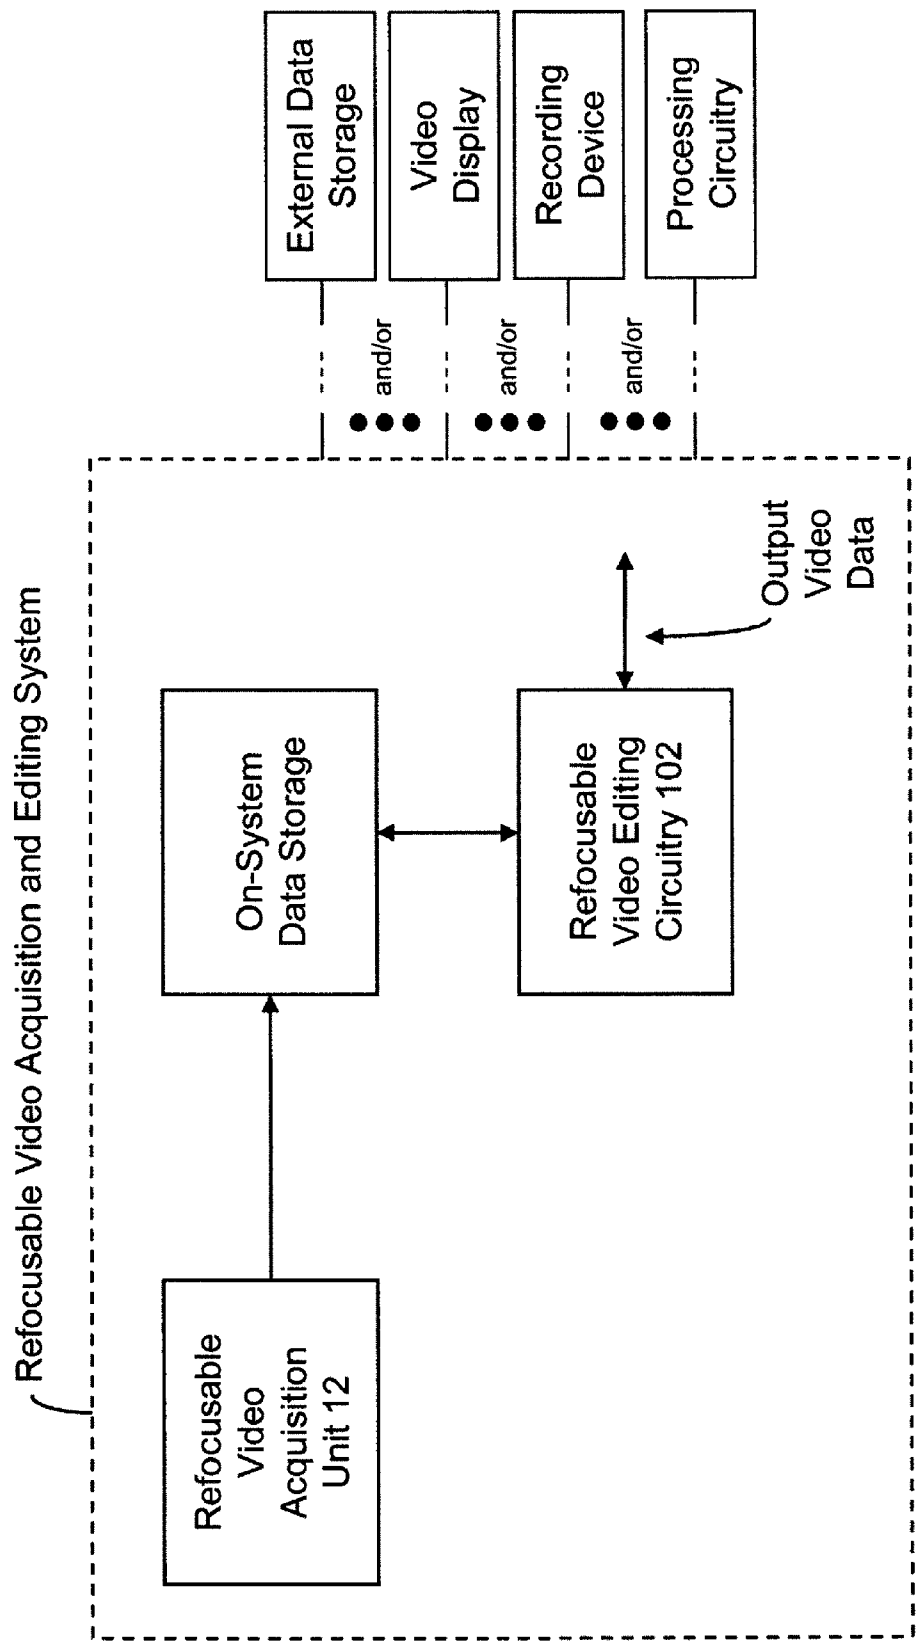 Refocusable Video Acquisition and Editing System
Refocusable
Video
Acquisition
Unit 12
On-System
Data Storage
Refocusable
Video Editing
Circuitry 102
Output
Video
Data
and/or
and/or
and/or
External Data
Storage
Video
Display
Recording
Device
Processing
Circuitry